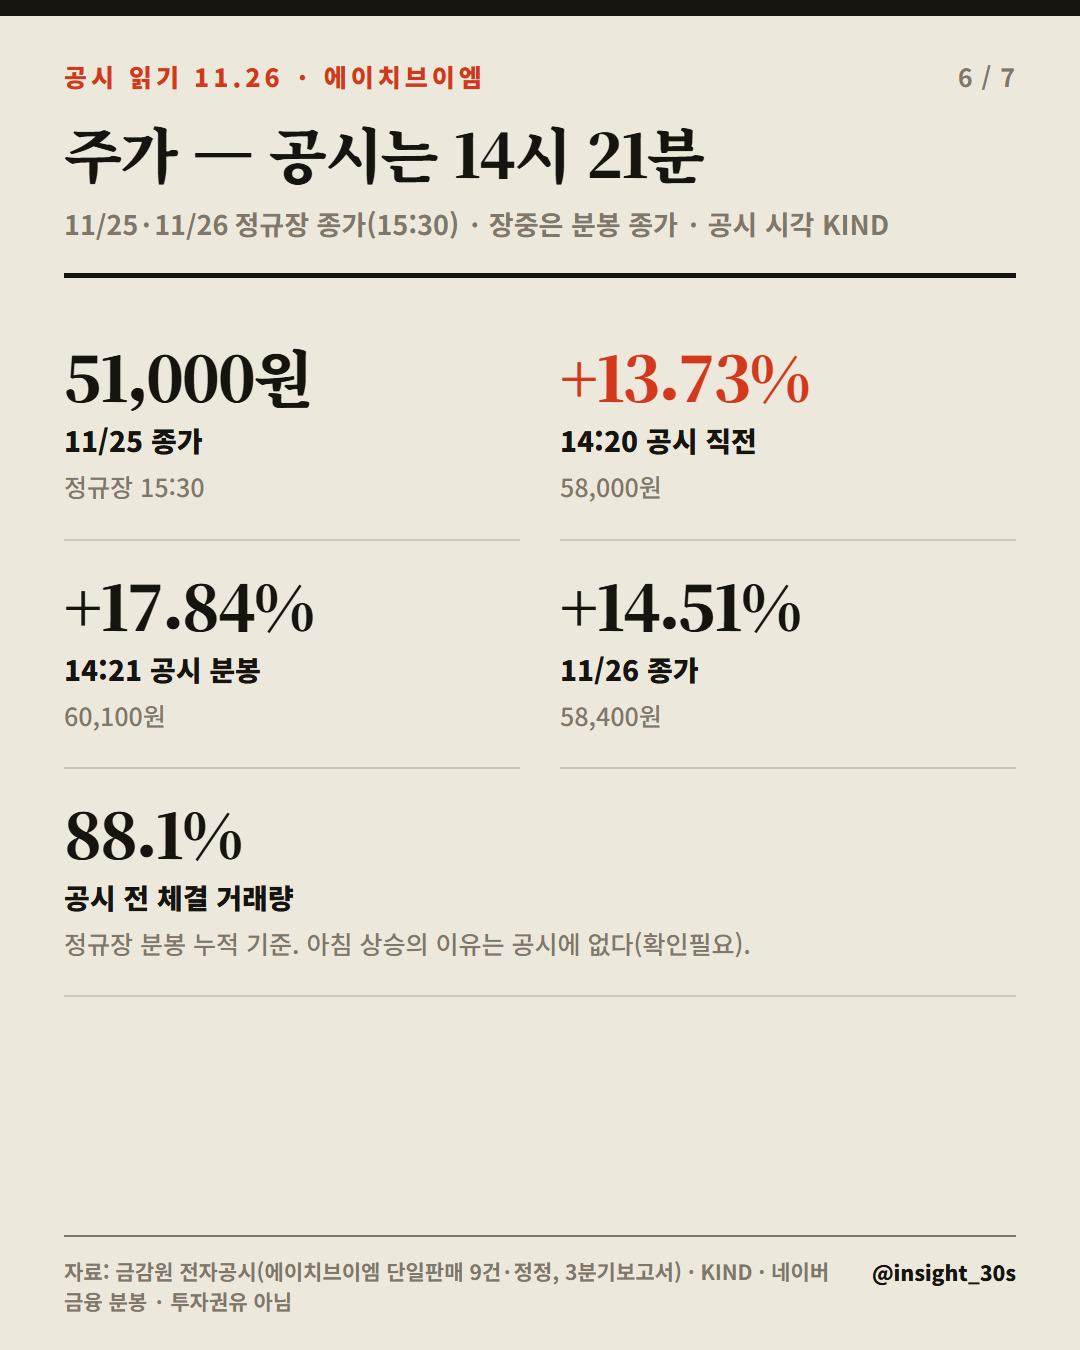 공시 읽기 11.26 · 에이치브이엠
6 / 7
주가 — 공시는 14시 21분
11/25·11/26 정규장 종가(15:30) · 장중은 분봉 종가 · 공시 시각 KIND
51,000원
11/25 종가
정규장 15:30
+13.73%
14:20 공시 직전
58,000원
+17.84%
14:21 공시 분봉
60,100원
+14.51%
11/26 종가
58,400원
88.1%
공시 전 체결 거래량
정규장 분봉 누적 기준. 아침 상승의 이유는 공시에 없다(확인필요).
자료: 금감원 전자공시(에이치브이엠 단일판매 9건·정정, 3분기보고서) · KIND · 네이버
금융 분봉 · 투자권유 아님
@insight_30s